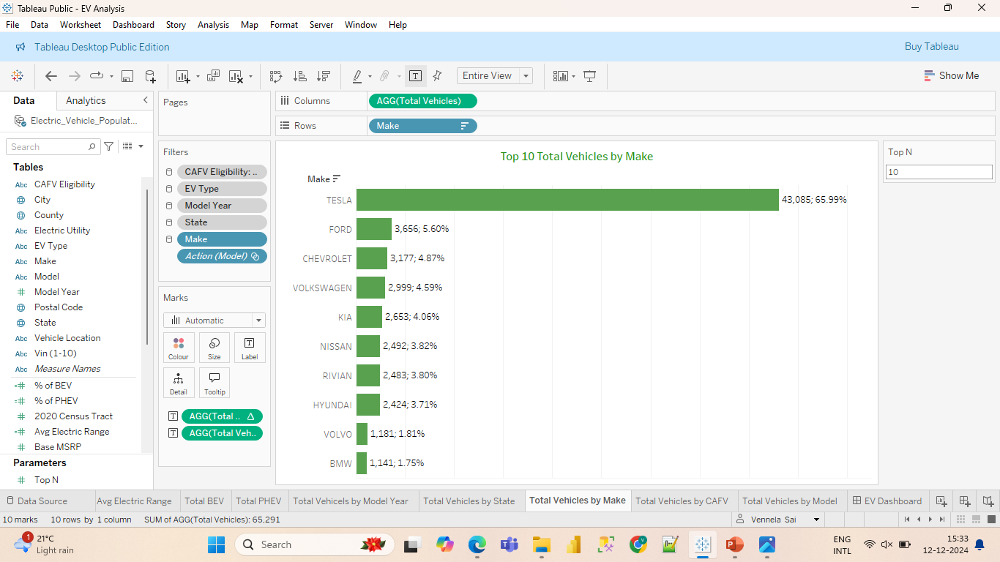 Tableau Public - EV Analysis
File Data Worksheet Dashboard Story Analysis Map Format Server Window Help
Tableau Desktop Public Edition
Buy Tableau
Entire View
Show Me
Data Analytics
Electric_Vehicle_Populat...
Search
Tables
Abc CAFV Eligibility
City
County
Abc Electric Utility
Abc EV Type
Abc Make
Abc Model
# Model Year
Postal Code
State
Abc Vehicle Location
Abc Vin (1-10)
Abc Measure Names
=# % of BEV
=# % of PHEV
# 2020 Census Tract
=# Avg Electric Range
# Base MSRP
Parameters
# Top N
Pages
Filters
CAFV Eligibility: ..
EV Type
Model Year
State
Make
Action (Model)
Marks
Automatic
Colour Size Label
Detail Tooltip
AGG(Total ..
AGG(Total Veh..
Columns AGG(Total Vehicles)
Rows Make
Top 10 Total Vehicles by Make
Make
TESLA 43,085; 65.99%
FORD 3,656; 5.60%
CHEVROLET 3,177; 4.87%
VOLKSWAGEN 2,999; 4.59%
KIA 2,653; 4.06%
NISSAN 2,492; 3.82%
RIVIAN 2,483; 3.80%
HYUNDAI 2,424; 3.71%
VOLVO 1,181; 1.81%
BMW 1,141; 1.75%
Top N
10
Data Source Avg Electric Range Total BEV Total PHEV Total Vehicels by Model Year Total Vehicles by State Total Vehicles by Make Total Vehicles by CAFV Total Vehicles by Model EV Dashboard
10 marks 10 rows by 1 column SUM of AGG(Total Vehicles): 65,291 Vennela Sai
1
21°C
Light rain
Search
ENG
INTL
15:33
12-12-2024